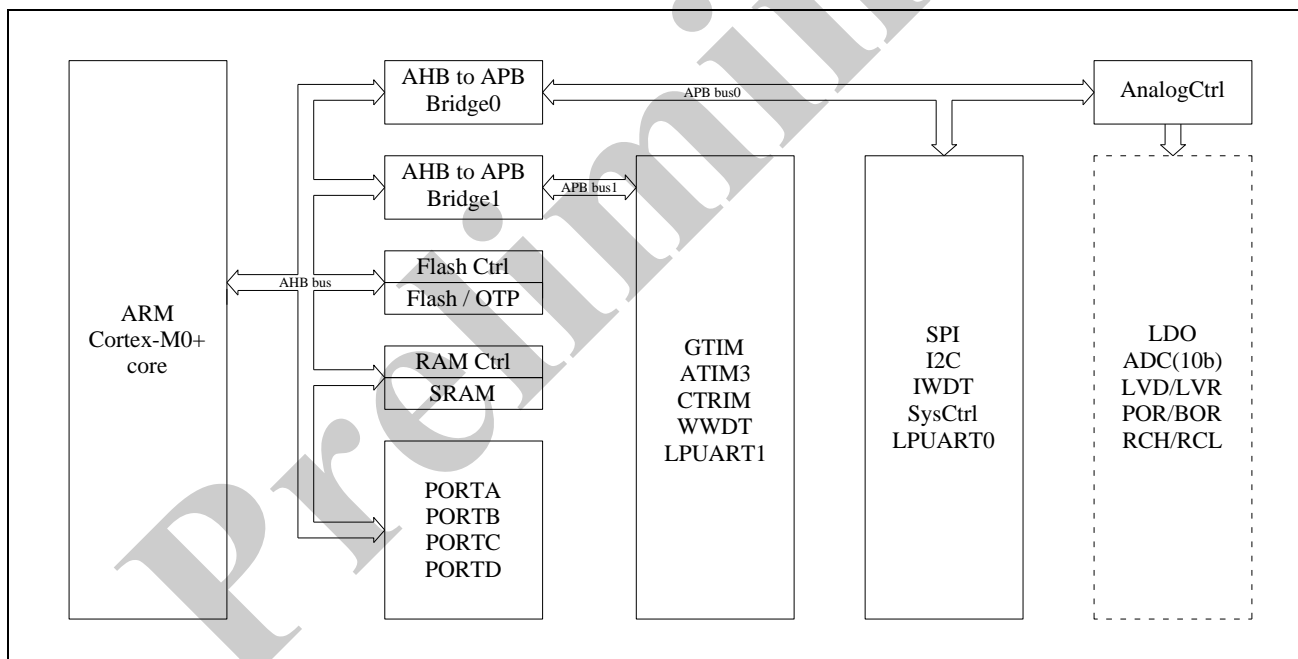 AHB to APB
Bridge0
APB bus0
AnalogCtrl
AHB to APB
Bridge1
APB bus1
AHB bus
Flash Ctrl
Flash / OTP
ARM
Cortex-M0+
core
RAM Ctrl
SRAM
PORTA
PORTB
PORTC
PORTD
GTIM
ATIM3
CTRIM
WWDT
LPUART1
SPI
I2C
IWDT
SysCtrl
LPUART0
LDO
ADC(10b)
LVD/LVR
POR/BOR
RCH/RCL
Prelimin